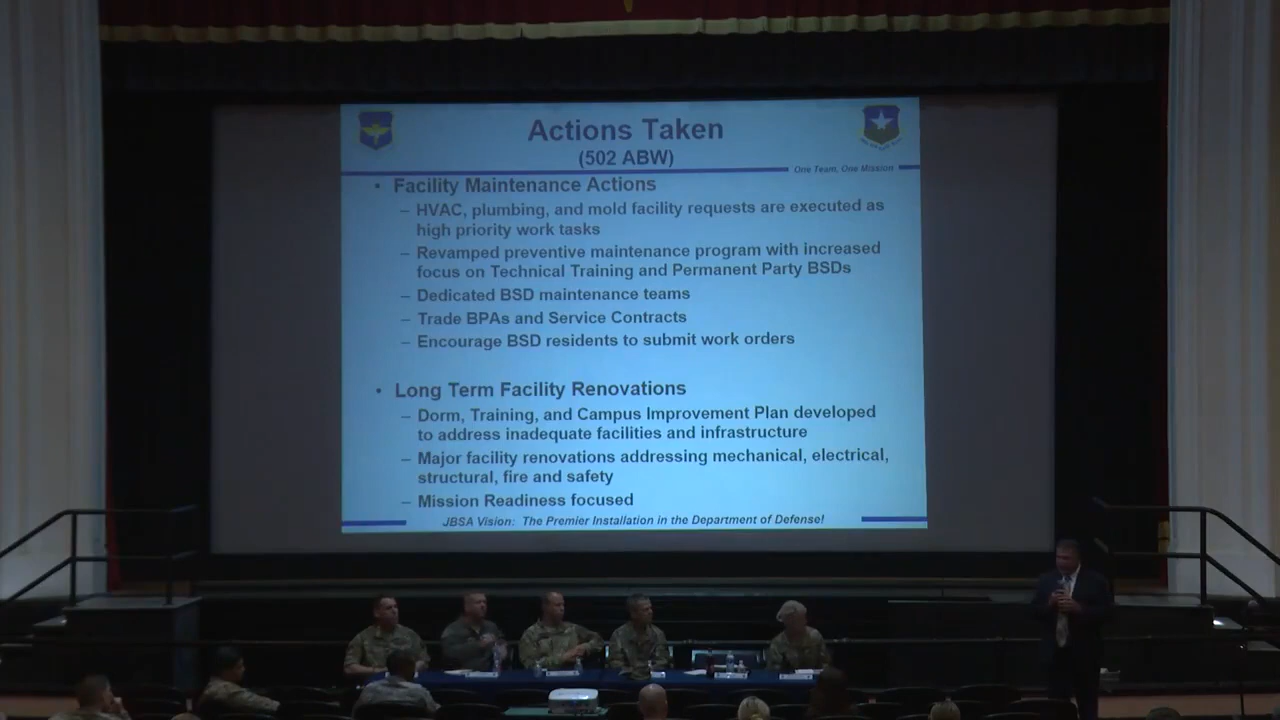 Actions Taken
(502 ABW)
One Team, One Mission
• Facility Maintenance Actions
– HVAC, plumbing, and mold facility requests are executed as
high priority work tasks
– Revamped preventive maintenance program with increased
focus on Technical Training and Permanent Party BSDs
– Dedicated BSD maintenance teams
– Trade BPAs and Service Contracts
– Encourage BSD residents to submit work orders
• Long Term Facility Renovations
– Dorm, Training, and Campus Improvement Plan developed
to address inadequate facilities and infrastructure
– Major facility renovations addressing mechanical, electrical,
structural, fire and safety
– Mission Readiness focused
JBSA Vision: The Premier Installation in the Department of Defense!